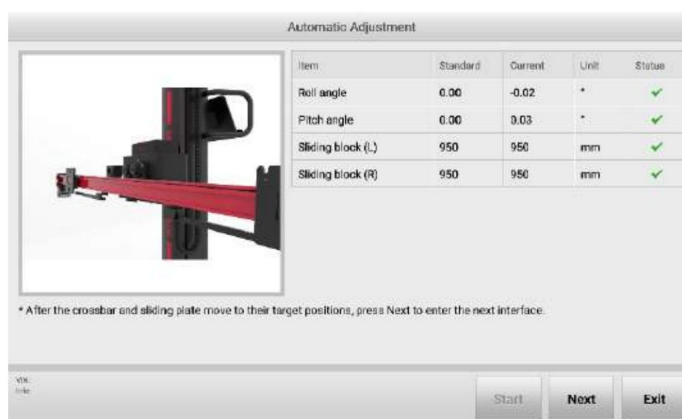 Automatic Adjustment
Item Standard Current Unit Status
Roll angle 0.00 -0.02 °
Pitch angle 0.00 0.03 °
Sliding block (L) 950 950 mm
Sliding block (R) 950 950 mm
* After the crossbar and sliding plate move to their target positions, press Next to enter the next interface.
VIN:
Start Next Exit